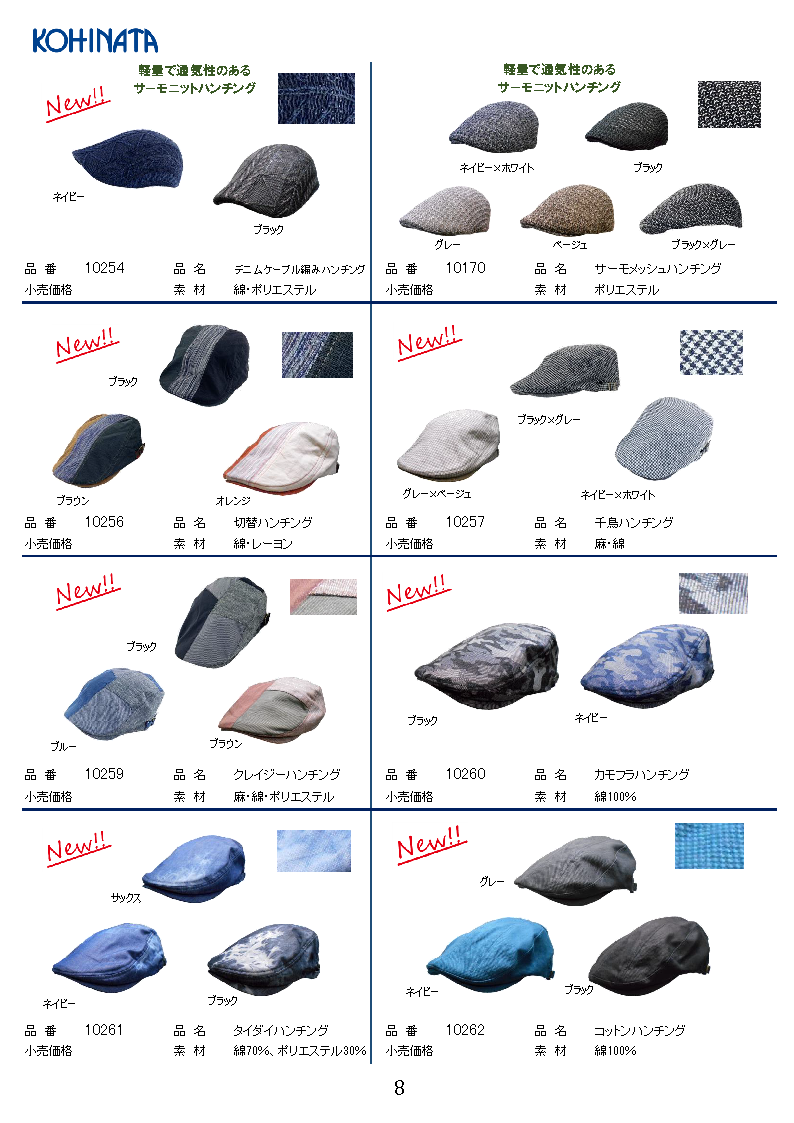 KOHINATA
軽量で通気性のある
サーモニットハンチング
New!!
ネイビー
ブラック
品 番 10254 品 名 デニムケーブル編みハンチング
小売価格 素 材 綿・ポリエステル
軽量で通気性のある
サーモニットハンチング
ネイビー×ホワイト
ブラック
グレー
ベージュ
ブラック×グレー
品 番 10170 品 名 サーモメッシュハンチング
小売価格 素 材 ポリエステル
New!!
ブラック
ブラウン
オレンジ
品 番 10256 品 名 切替ハンチング
小売価格 素 材 綿・レーヨン
New!!
ブラック×グレー
グレー×ベージュ
ネイビー×ホワイト
品 番 10257 品 名 千鳥ハンチング
小売価格 素 材 麻・綿
New!!
ブラック
ブルー
ブラウン
品 番 10259 品 名 クレイジーハンチング
小売価格 素 材 麻・綿・ポリエステル
New!!
ブラック
ネイビー
品 番 10260 品 名 カモフラハンチング
小売価格 素 材 綿100%
New!!
サックス
ネイビー
ブラック
品 番 10261 品 名 タイダイハンチング
小売価格 素 材 綿70%、ポリエステル30%
New!!
グレー
ネイビー
ブラック
品 番 10262 品 名 コットンハンチング
小売価格 素 材 綿100%
8